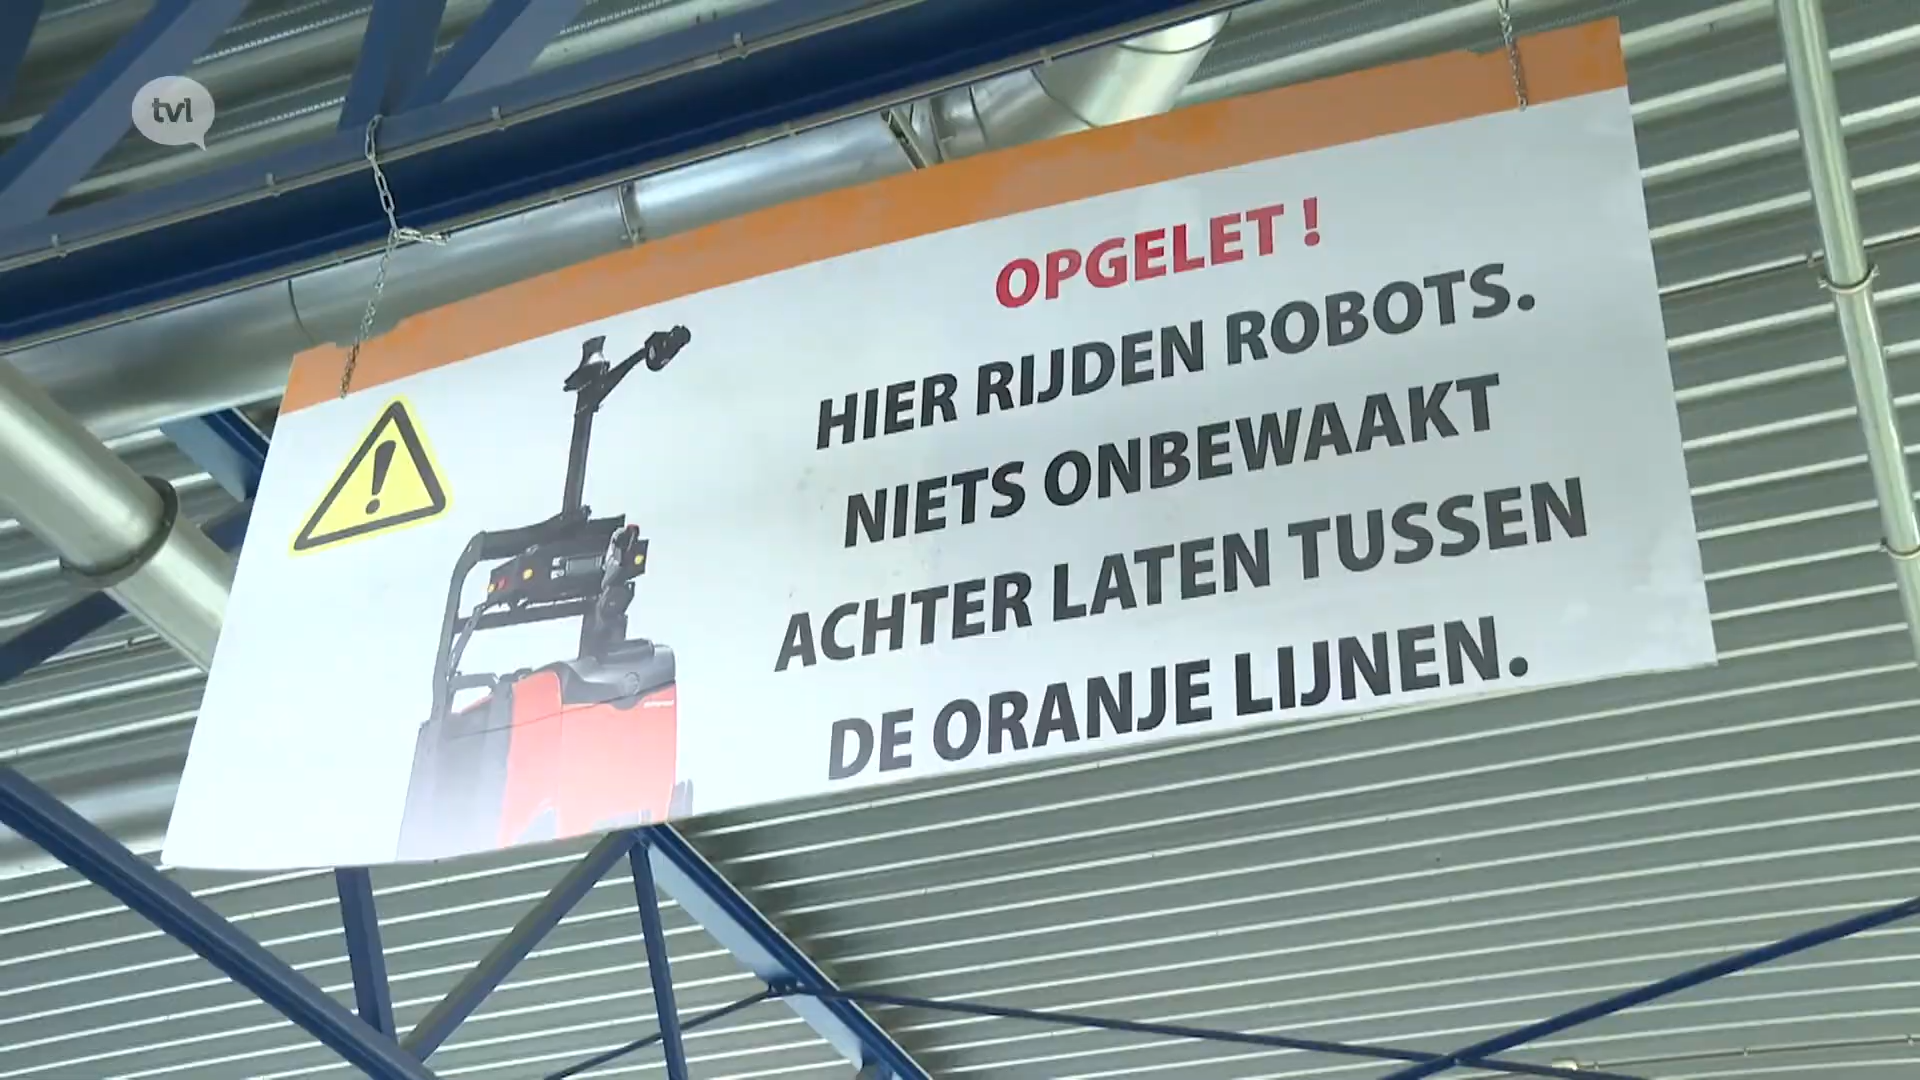 tvl
OPGELET !
HIER RIJDEN ROBOTS.
NIETS ONBEWAAKT
ACHTER LATEN TUSSEN
DE ORANJE LIJNEN.